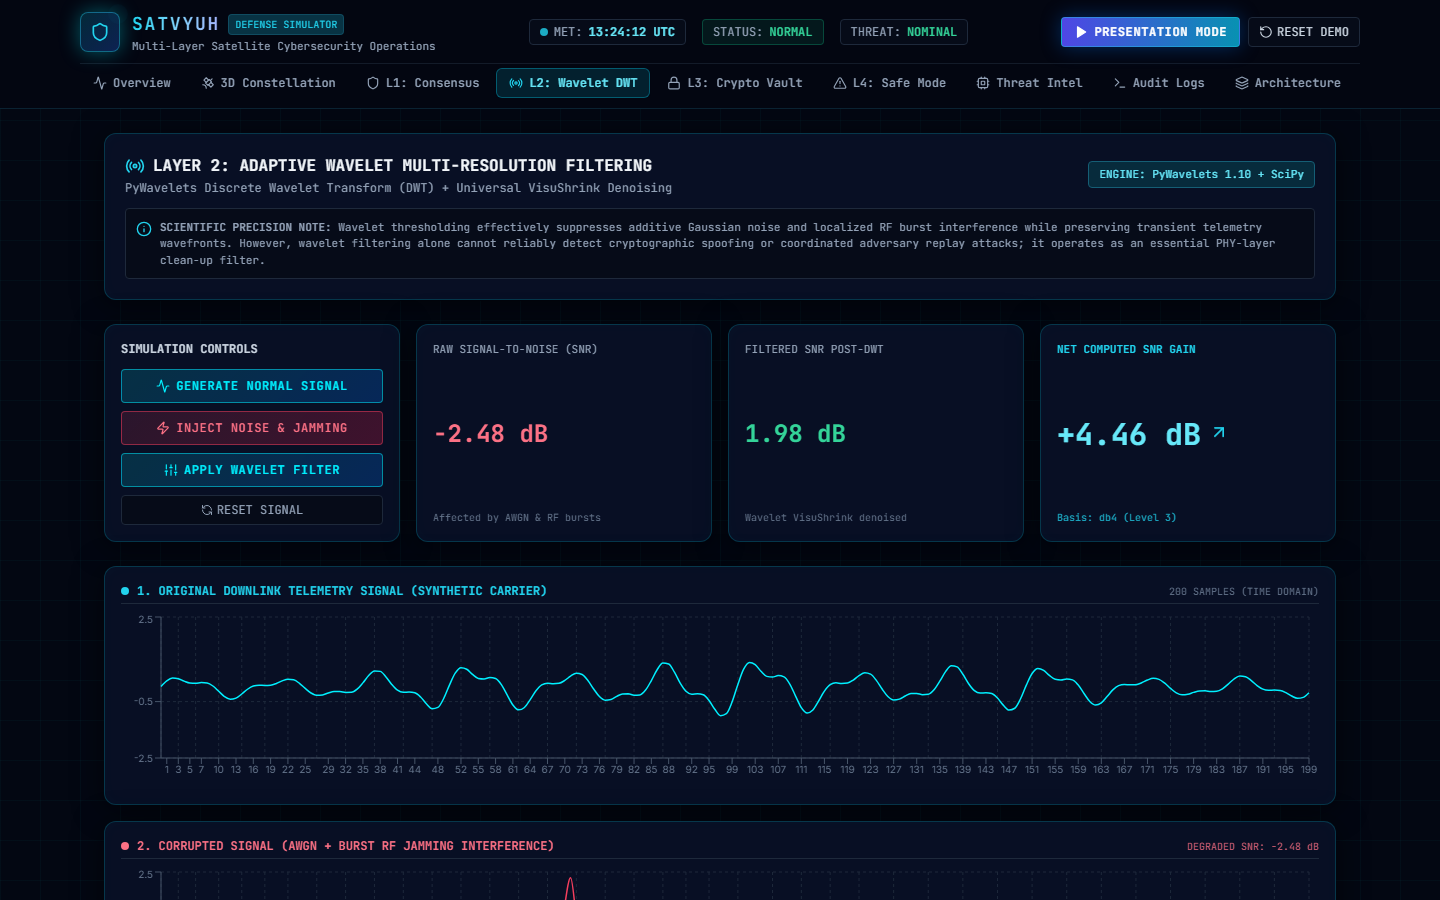 SATVYUH DEFENSE SIMULATOR
Multi-Layer Satellite Cybersecurity Operations
MET: 13:24:12 UTC
STATUS: NORMAL
THREAT: NOMINAL
PRESENTATION MODE
RESET DEMO
Overview
3D Constellation
L1: Consensus
L2: Wavelet DWT
L3: Crypto Vault
L4: Safe Mode
Threat Intel
Audit Logs
Architecture
LAYER 2: ADAPTIVE WAVELET MULTI-RESOLUTION FILTERING
PyWavelets Discrete Wavelet Transform (DWT) + Universal VisuShrink Denoising
ENGINE: PyWavelets 1.10 + SciPy
SCIENTIFIC PRECISION NOTE: Wavelet thresholding effectively suppresses additive Gaussian noise and localized RF burst interference while preserving transient telemetry
wavefronts. However, wavelet filtering alone cannot reliably detect cryptographic spoofing or coordinated adversary replay attacks; it operates as an essential PHY-layer
clean-up filter.
SIMULATION CONTROLS
GENERATE NORMAL SIGNAL
INJECT NOISE & JAMMING
APPLY WAVELET FILTER
RESET SIGNAL
RAW SIGNAL-TO-NOISE (SNR)
-2.48 dB
Affected by AWGN & RF bursts
FILTERED SNR POST-DWT
1.98 dB
Wavelet VisuShrink denoised
NET COMPUTED SNR GAIN
+4.46 dB
Basis: db4 (Level 3)
1. ORIGINAL DOWNLINK TELEMETRY SIGNAL (SYNTHETIC CARRIER)
200 SAMPLES (TIME DOMAIN)
2.5
-0.5
-2.5
1 3 5 7 10 13 16 19 22 25 29 32 35 38 41 44 48 52 55 58 61 64 67 70 73 76 79 82 85 88 92 95 99 103 107 111 115 119 123 127 131 135 139 143 147 151 155 159 163 167 171 175 179 183 187 191 195 199
2. CORRUPTED SIGNAL (AWGN + BURST RF JAMMING INTERFERENCE)
DEGRADED SNR: -2.48 dB
2.5